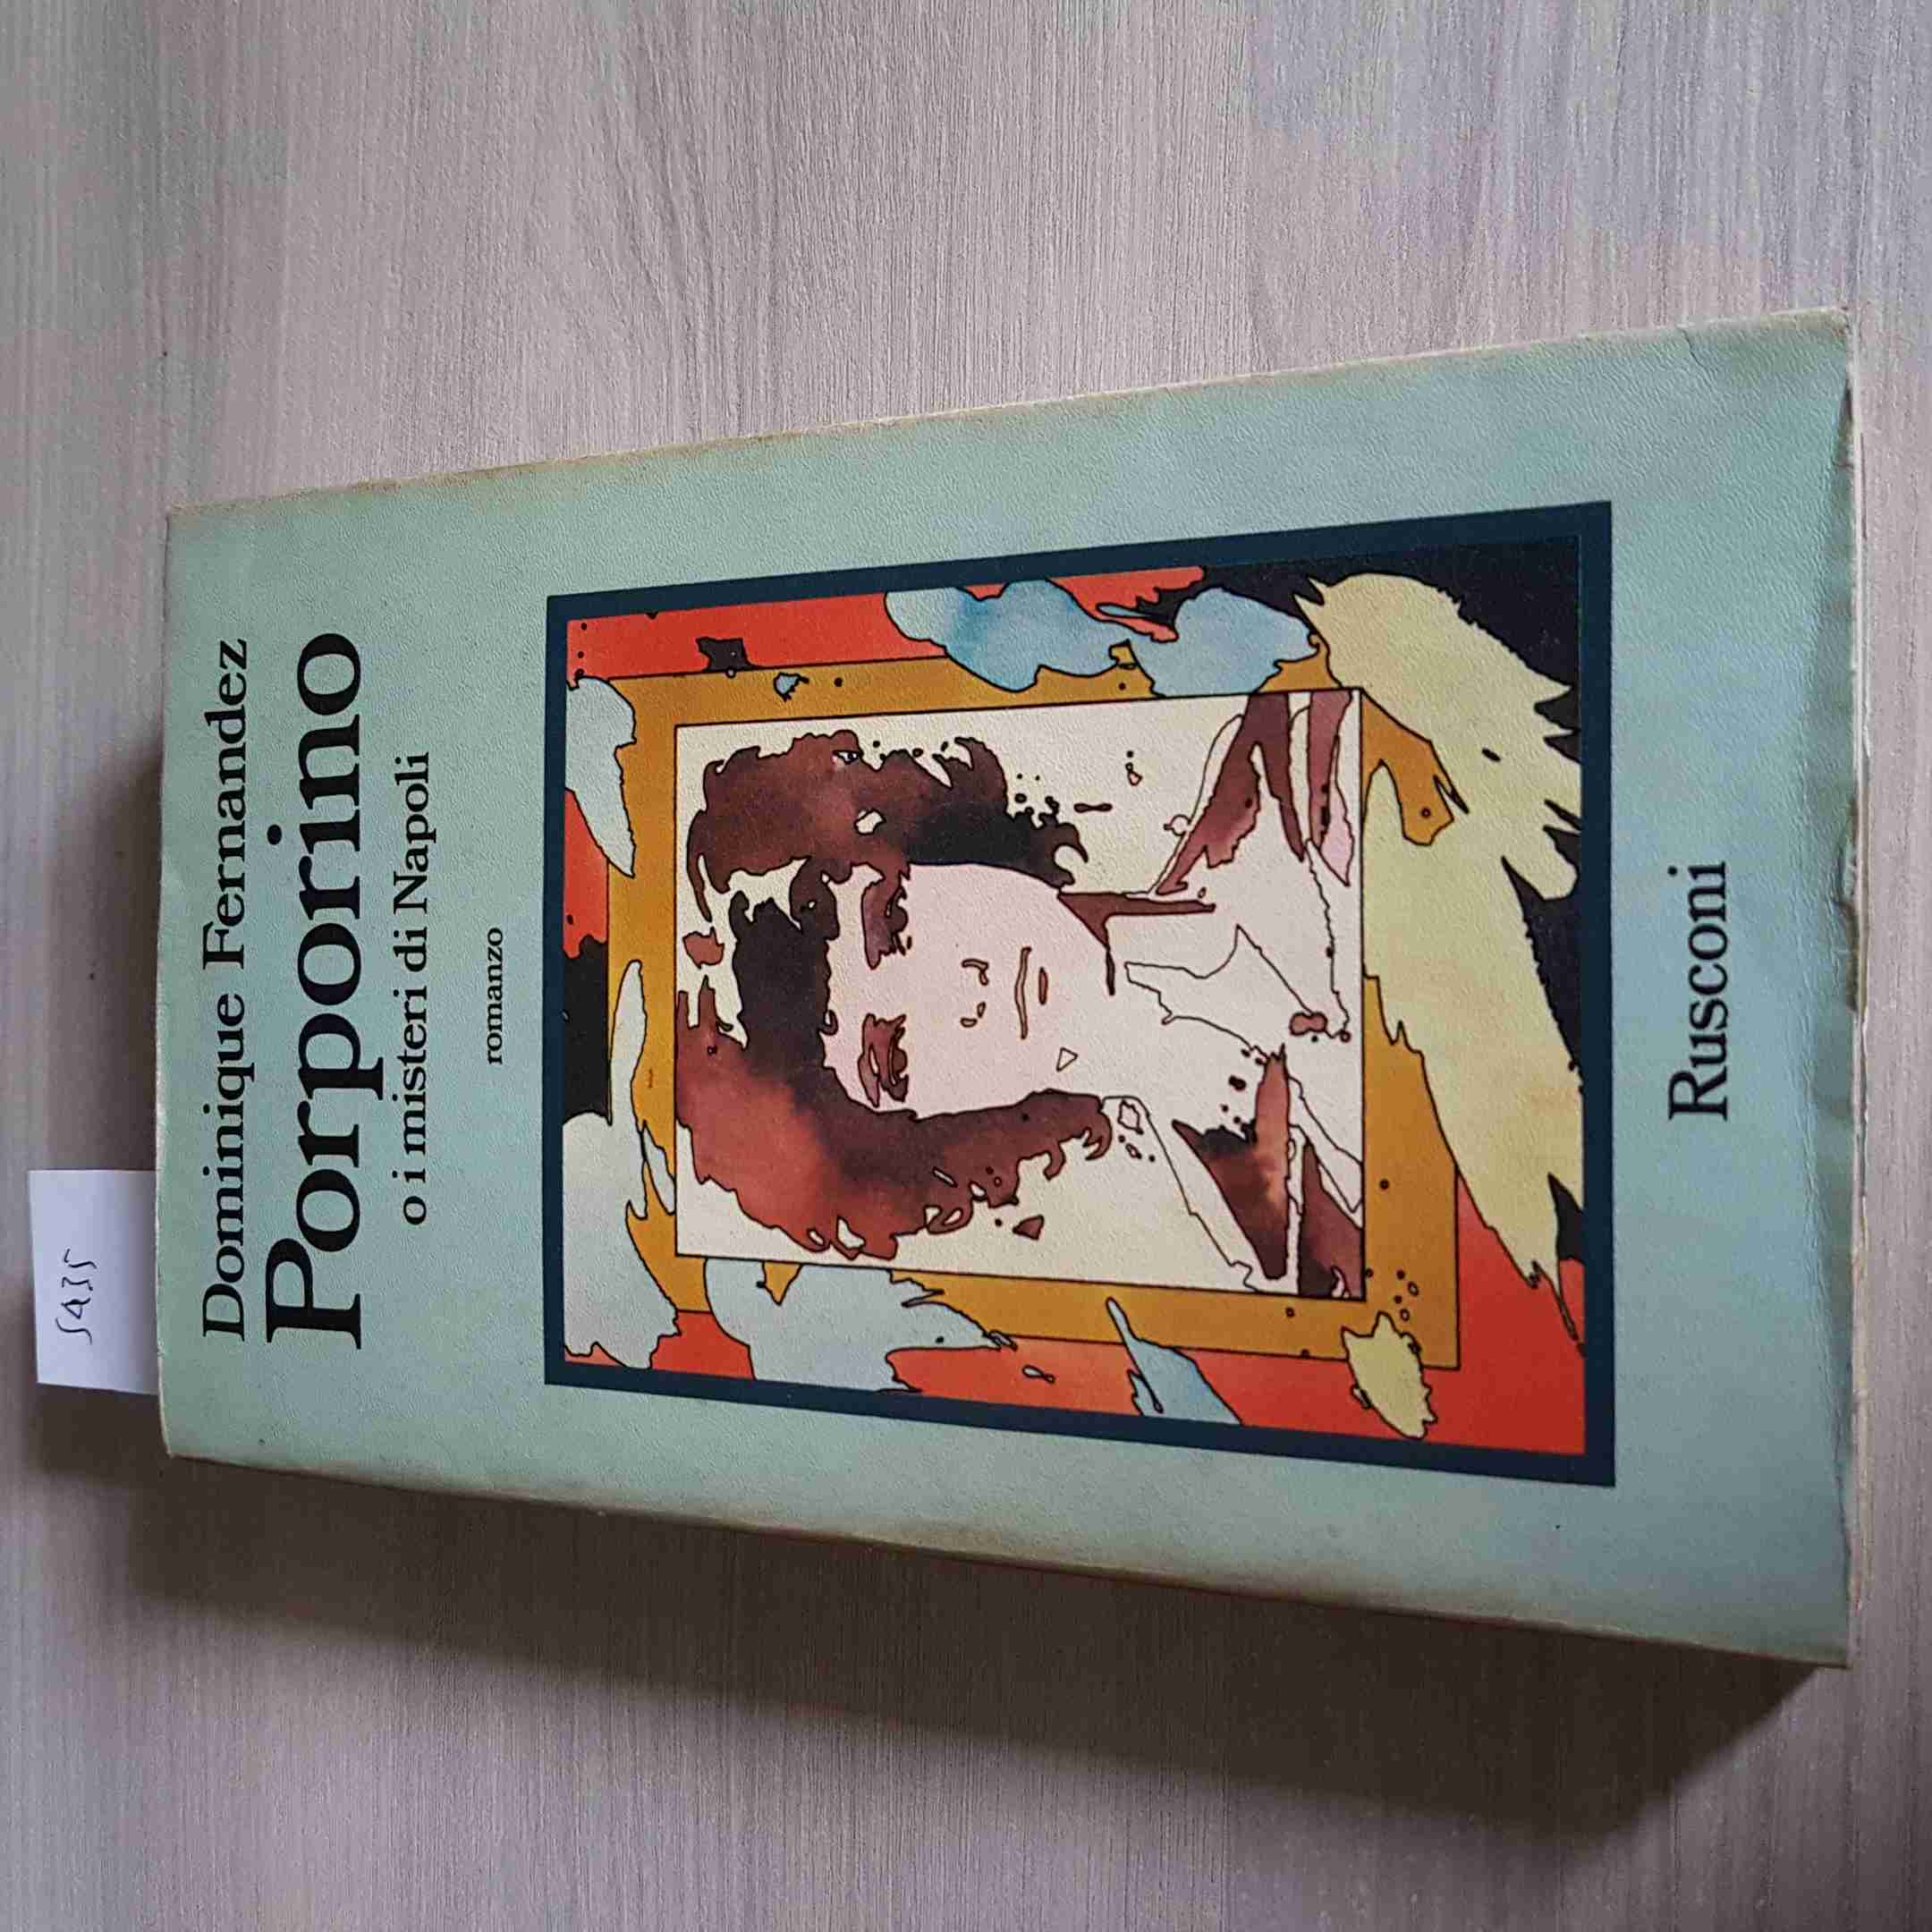 5435
Dominique Fernandez
Porporino
o i misteri di Napoli
romanzo
Rusconi